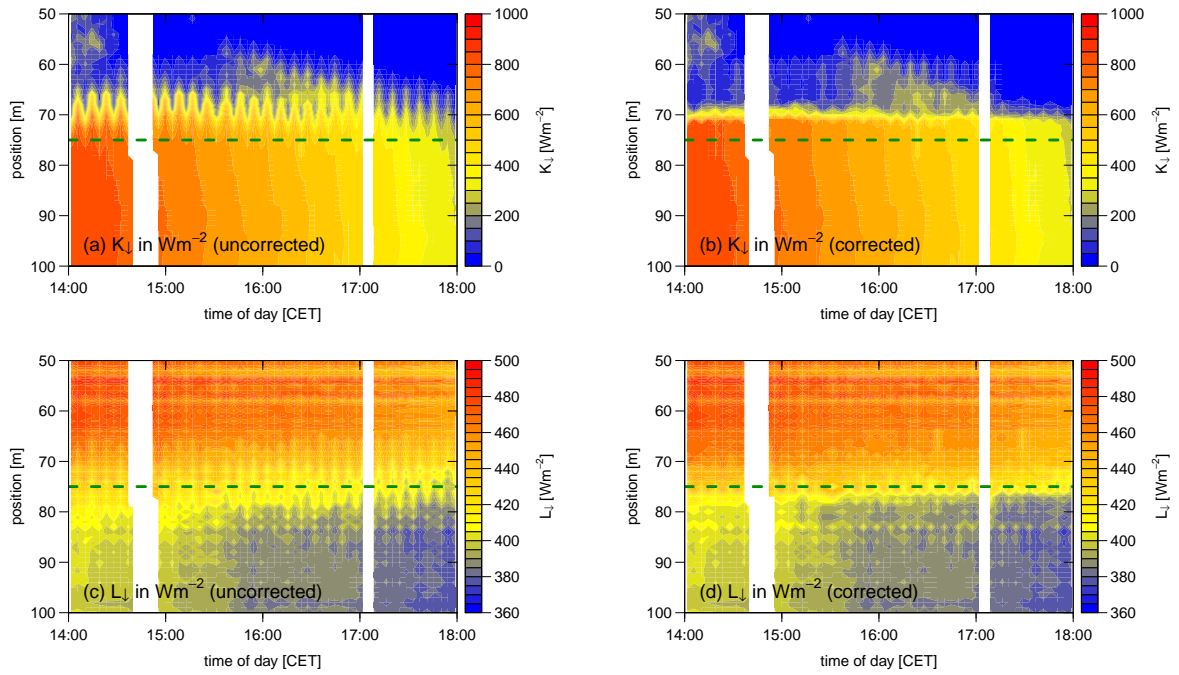 50
60
70
80
90
100
position [m]
14:00 15:00 16:00 17:00 18:00
time of day [CET]
(a) K↓ in Wm−2 (uncorrected)
1000
800
600
400
200
0
K↓ [Wm−2]
50
60
70
80
90
100
position [m]
14:00 15:00 16:00 17:00 18:00
time of day [CET]
(b) K↓ in Wm−2 (corrected)
1000
800
600
400
200
0
K↓ [Wm−2]
50
60
70
80
90
100
position [m]
14:00 15:00 16:00 17:00 18:00
time of day [CET]
(c) L↓ in Wm−2 (uncorrected)
500
480
460
440
420
400
380
360
L↓ [Wm−2]
50
60
70
80
90
100
position [m]
14:00 15:00 16:00 17:00 18:00
time of day [CET]
(d) L↓ in Wm−2 (corrected)
500
480
460
440
420
400
380
360
L↓ [Wm−2]